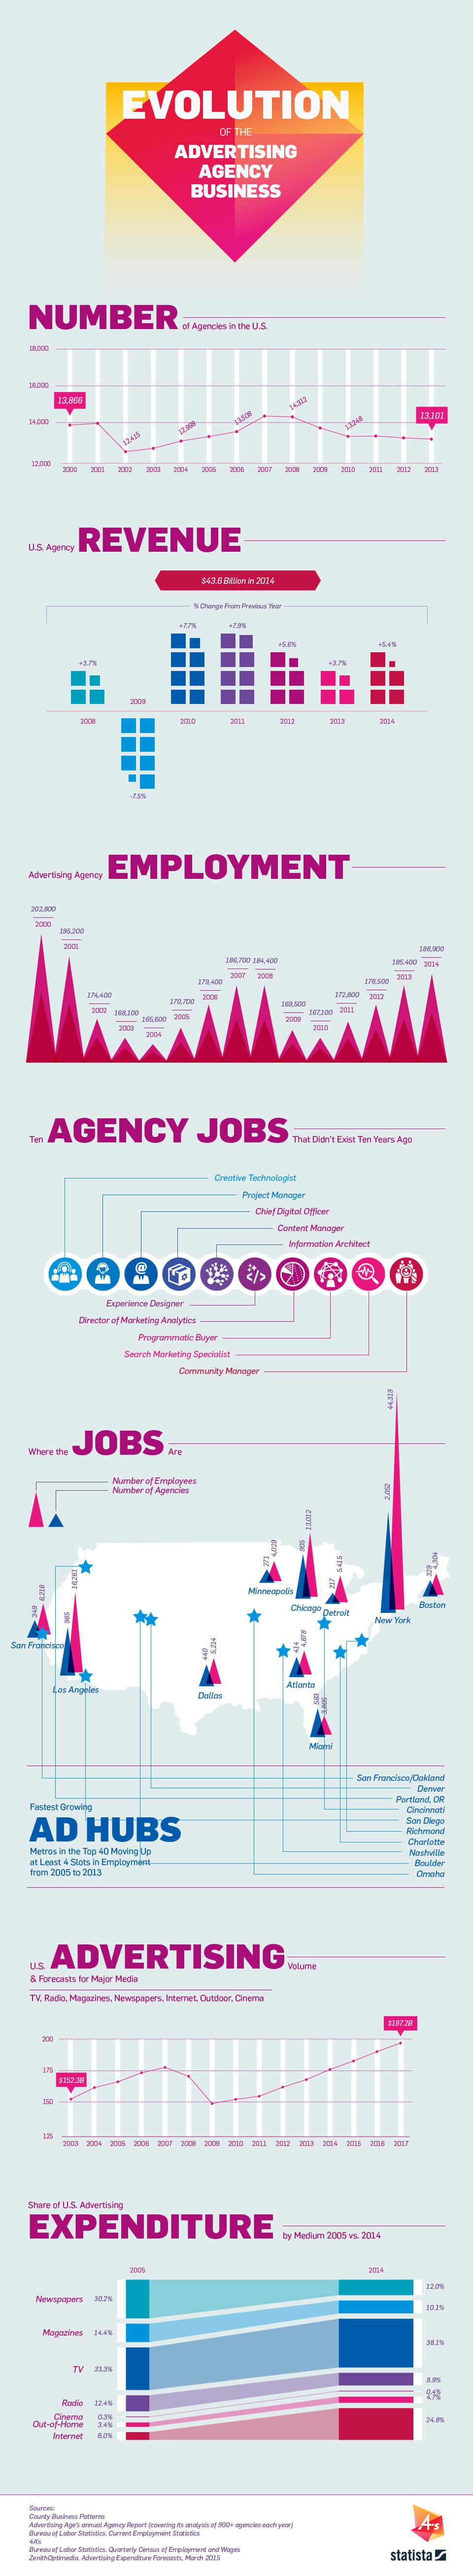 EVOLUTION
OF THE
ADVERTISING
AGENCY
BUSINESS
NUMBER of Agencies in the U.S.
18,000
16,000
13,866
14,000
12,415
12,998
13,509
14,312
13,248
13,101
12,000
2000 2001 2002 2003 2004 2005 2006 2007 2008 2009 2010 2011 2012 2013
U.S. Agency REVENUE
$43.6 Billion in 2014
% Change From Previous Year
+3.7% 2009 +7.7% +7.9% +5.6% +3.7% +5.4%
2008 2010 2011 2012 2013 2014
-7.5%
Advertising Agency EMPLOYMENT
202,800
2000
195,200
2001
174,400
2002
168,100
2003
165,600
2004
170,700
2005
179,400
2006
186,700
2007
184,400
2008
169,500
2009
167,100
2010
172,800
2011
178,500
2012
185,400
2013
188,900
2014
Ten AGENCY JOBS That Didn't Exist Ten Years Ago
Creative Technologist
Project Manager
Chief Digital Officer
Content Manager
Information Architect
@
</>
Experience Designer
Director of Marketing Analytics
Programmatic Buyer
Search Marketing Specialist
Community Manager
Where the JOBS Are
Number of Employees
Number of Agencies
349 6,216
San Francisco
985 16,261
Los Angeles
440 5,214
Dallas
271 4,029
Minneapolis
905 13,012
Chicago
217 5,415
Detroit
414 4,878
Atlanta
583
Miami
2,052 44,319
New York
329 4,304
Boston
San Francisco/Oakland
Denver
Portland, OR
Cincinnati
San Diego
Richmond
Charlotte
Nashville
Boulder
Omaha
Fastest Growing
AD HUBS
Metros in the Top 40 Moving Up
at Least 4 Slots in Employment
from 2005 to 2013
U.S. ADVERTISING Volume
& Forecasts for Major Media
TV, Radio, Magazines, Newspapers, Internet, Outdoor, Cinema
$197.2B
200
175
$152.3B
150
125
2003 2004 2005 2006 2007 2008 2009 2010 2011 2012 2013 2014 2015 2016 2017
Share of U.S. Advertising
EXPENDITURE by Medium 2005 vs. 2014
2005 2014
Newspapers 30.2% 12.0%
Magazines 14.4% 10.1%
TV 33.3% 38.1%
Radio 12.4% 9.9%
Cinema 0.3% 0.4%
Out-of-Home 3.4% 4.7%
Internet 6.0% 24.8%
Sources:
County Business Patterns
Advertising Age's annual Agency Report (covering its analysis of 900+ agencies each year)
Bureau of Labor Statistics. Current Employment Statistics
4A's
Bureau of Labor Statistics. Quarterly Census of Employment and Wages
ZenithOptimedia. Advertising Expenditure Forecasts, March 2015
4A's
statista